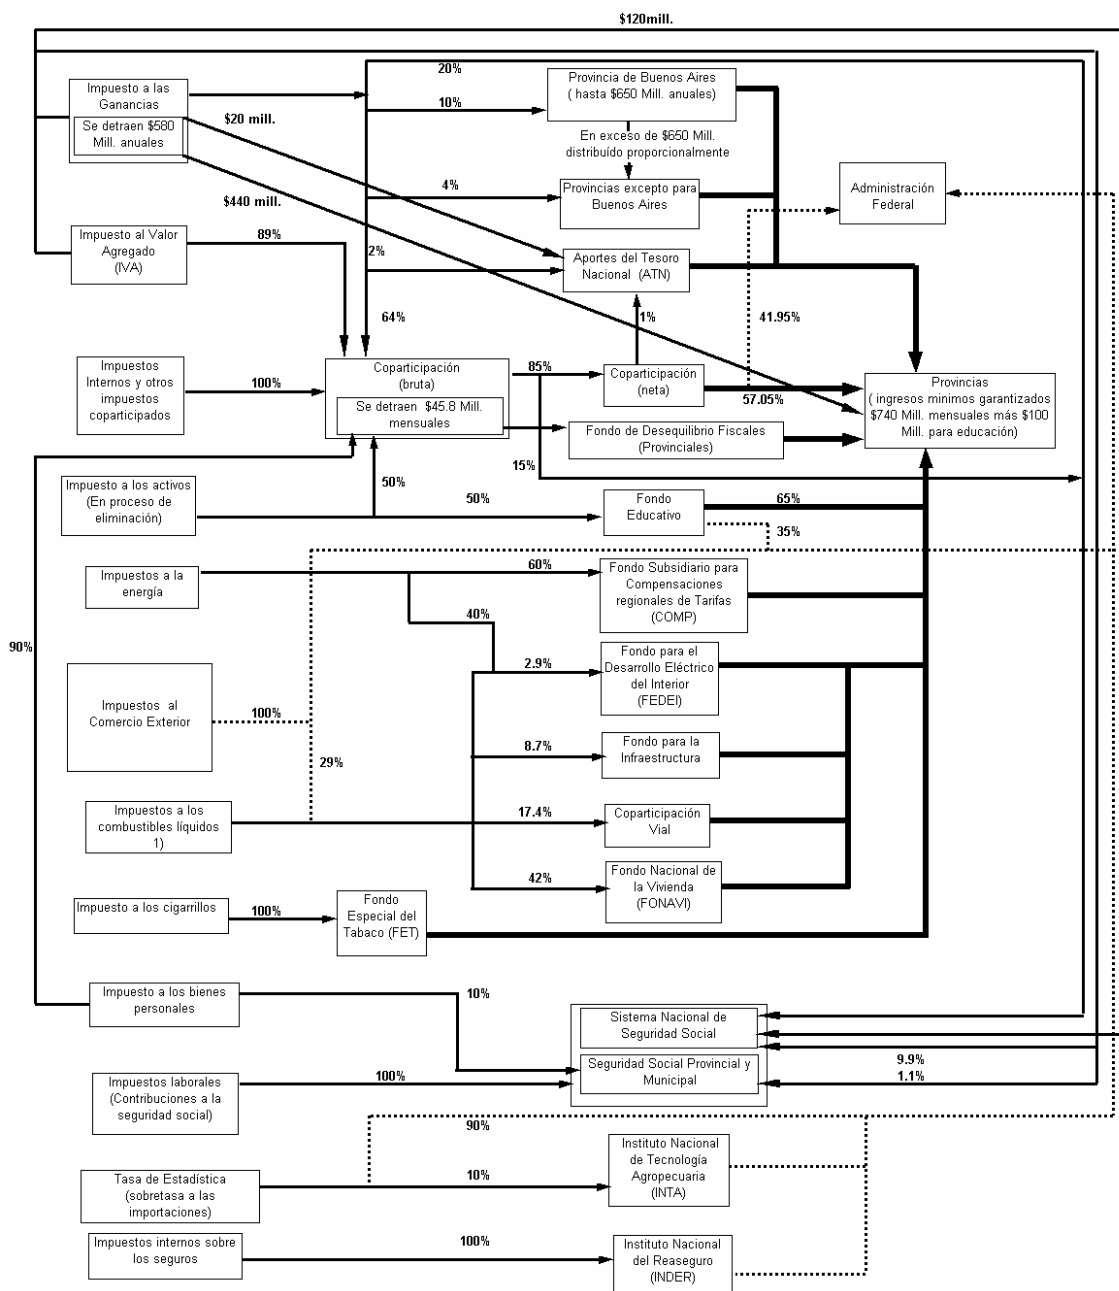 $120mill.
Impuesto a las
Ganancias
Se detraen $580
Mill. anuales
20%
10%
$20 mill.
$440 mill.
4%
2%
Provincia de Buenos Aires
( hasta $650 Mill. anuales)
En exceso de $650 Mill.
distribuído proporcionalmente
Provincias excepto para
Buenos Aires
Administración
Federal
Impuesto al Valor
Agregado
(IVA)
89%
Aportes del Tesoro
Nacional (ATN)
64%
1%
41.95%
Impuestos
Internos y otros
impuestos
coparticipados
100%
Coparticipación
(bruta)
Se detraen $45.8 Mill.
mensuales
85%
Coparticipación
(neta)
57.05%
Provincias
( ingresos minimos garantizados
$740 Mill. mensuales más $100
Mill. para educación)
Fondo de Desequilibrio Fiscales
(Provinciales)
15%
Impuesto a los activos
(En proceso de
eliminación)
50%
50%
Fondo
Educativo
65%
35%
Impuestos a la
energía
60%
40%
Fondo Subsidiario para
Compensaciones
regionales de Tarifas
(COMP)
90%
Impuestos al
Comercio Exterior
100%
29%
2.9%
Fondo para el
Desarrollo Eléctrico
del Interior
(FEDEI)
8.7%
Fondo para la
Infraestructura
Impuestos a los
combustibles líquidos
1)
17.4%
Coparticipación
Vial
42%
Fondo Nacional de
la Vivienda
(FONAVI)
Impuesto a los cigarrillos
100%
Fondo
Especial del
Tabaco (FET)
Impuesto a los bienes
personales
10%
Sistema Nacional de
Seguridad Social
Seguridad Social Provincial y
Municipal
9.9%
1.1%
Impuestos laborales
(Contribuciones a la
seguridad social)
100%
90%
Tasa de Estadística
(sobretasa a las
importaciones)
10%
Instituto Nacional
de Tecnología
Agropecuaria
(INTA)
Impuestos internos sobre
los seguros
100%
Instituto Nacional
del Reaseguro
(INDER)